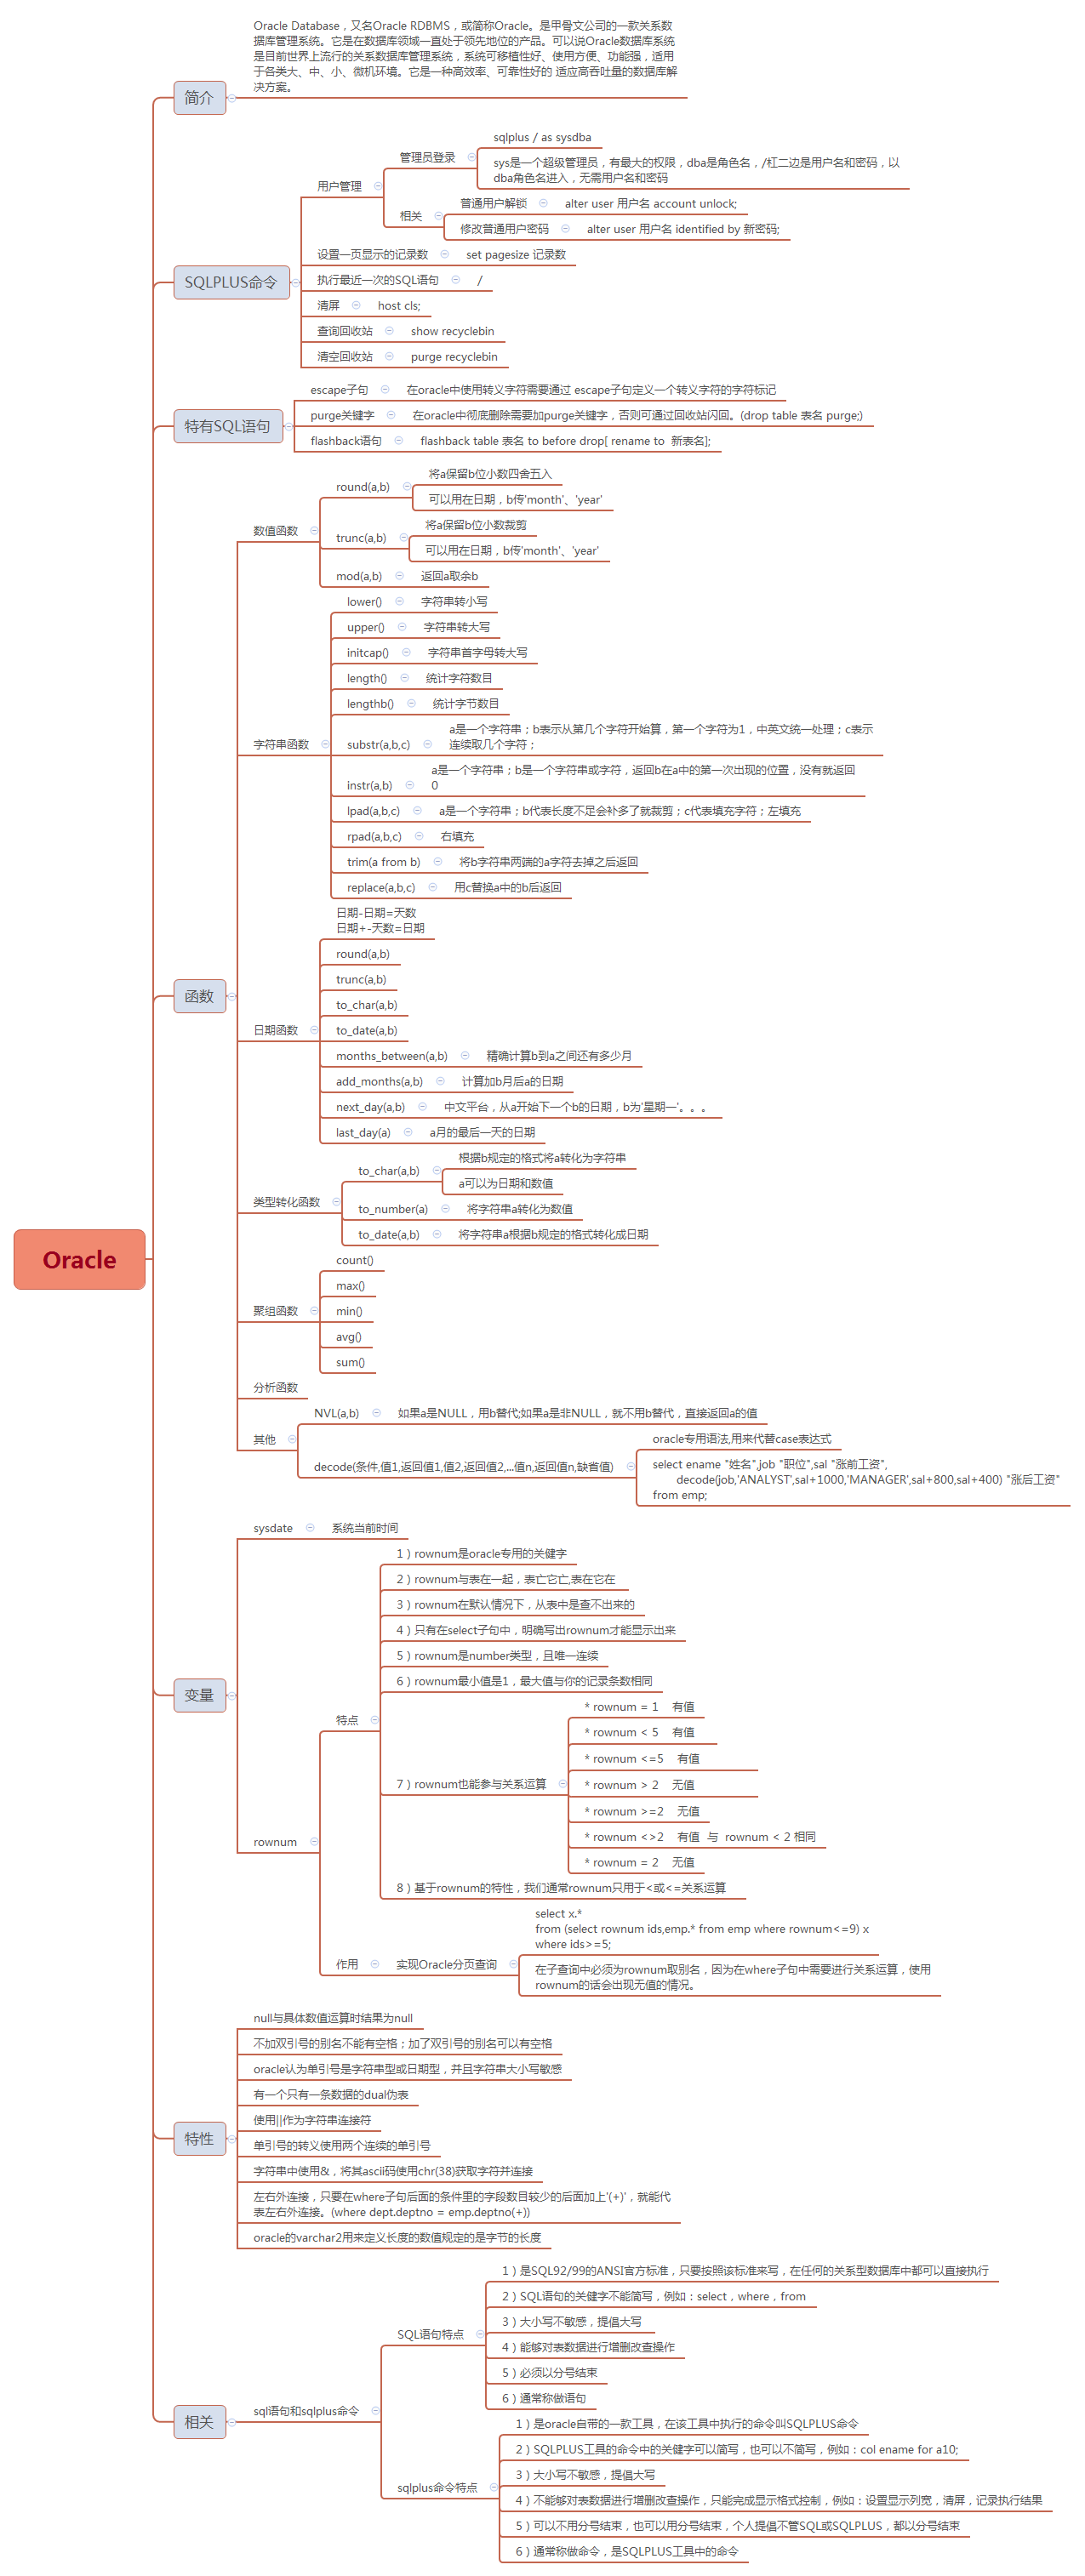 Oracle Database，又名Oracle RDBMS，或简称Oracle。是甲骨文公司的一款关系数
据库管理系统。它是在数据库领域一直处于领先地位的产品。可以说Oracle数据库系统
是目前世界上流行的关系数据库管理系统，系统可移植性好、使用方便、功能强，适用
于各类大、中、小、微机环境。它是一种高效率、可靠性好的 适应高吞吐量的数据库解
决方案。
简介
sqlplus / as sysdba
管理员登录
sys是一个超级管理员，有最大的权限，dba是角色名，/杠二边是用户名和密码，以
dba角色名进入，无需用户名和密码
用户管理
普通用户解锁 alter user 用户名 account unlock;
相关
修改普通用户密码 alter user 用户名 identified by 新密码;
设置一页显示的记录数 set pagesize 记录数
SQLPLUS命令
执行最近一次的SQL语句 /
清屏 host cls;
查询回收站 show recyclebin
清空回收站 purge recyclebin
escape子句 在oracle中使用转义字符需要通过 escape子句定义一个转义字符的字符标记
特有SQL语句
purge关键字 在oracle中彻底删除需要加purge关键字，否则可通过回收站闪回。(drop table 表名 purge;)
flashback语句 flashback table 表名 to before drop[ rename to  新表名];
将a保留b位小数四舍五入
round(a,b)
可以用在日期，b传'month'、'year'
数值函数
将a保留b位小数裁剪
trunc(a,b)
可以用在日期，b传'month'、'year'
mod(a,b) 返回a取余b
lower() 字符串转小写
upper() 字符串转大写
initcap() 字符串首字母转大写
length() 统计字符数目
lengthb() 统计字节数目
字符串函数
substr(a,b,c) a是一个字符串；b表示从第几个字符开始算，第一个字符为1，中英文统一处理；c表示
连续取几个字符；
instr(a,b) a是一个字符串；b是一个字符串或字符，返回b在a中的第一次出现的位置，没有就返回
0
lpad(a,b,c) a是一个字符串；b代表长度不足会补多了就裁剪；c代表填充字符；左填充
rpad(a,b,c) 右填充
trim(a from b) 将b字符串两端的a字符去掉之后返回
replace(a,b,c) 用c替换a中的b后返回
日期-日期=天数
日期+-天数=日期
round(a,b)
trunc(a,b)
函数
to_char(a,b)
日期函数
to_date(a,b)
months_between(a,b) 精确计算b到a之间还有多少月
add_months(a,b) 计算加b月后a的日期
next_day(a,b) 中文平台，从a开始下一个b的日期，b为'星期一'。。。
last_day(a) a月的最后一天的日期
to_char(a,b)
根据b规定的格式将a转化为字符串
a可以为日期和数值
类型转化函数
to_number(a) 将字符串a转化为数值
to_date(a,b) 将字符串a根据b规定的格式转化成日期
Oracle
count()
max()
聚组函数
min()
avg()
sum()
分析函数
NVL(a,b) 如果a是NULL，用b替代;如果a是非NULL，就不用b替代，直接返回a的值
其他
oracle专用语法,用来代替case表达式
decode(条件,值1,返回值1,值2,返回值2,...值n,返回值n,缺省值)
select ename "姓名",job "职位",sal "涨前工资",
decode(job,'ANALYST',sal+1000,'MANAGER',sal+800,sal+400) "涨后工资"
from emp;
sysdate 系统当前时间
1）rownum是oracle专用的关健字
2）rownum与表在一起，表亡它亡,表在它在
3）rownum在默认情况下，从表中是查不出来的
4）只有在select子句中，明确写出rownum才能显示出来
5）rownum是number类型，且唯一连续
6）rownum最小值是1，最大值与你的记录条数相同
变量
特点
* rownum = 1    有值
* rownum < 5    有值
* rownum <=5    有值
7）rownum也能参与关系运算
* rownum > 2    无值
* rownum >=2    无值
* rownum <>2    有值  与  rownum < 2 相同
* rownum = 2    无值
rownum
8）基于rownum的特性，我们通常rownum只用于<或<=关系运算
select x.*
from (select rownum ids,emp.* from emp where rownum<=9) x
where ids>=5;
作用 实现Oracle分页查询
在子查询中必须为rownum取别名，因为在where子句中需要进行关系运算，使用
rownum的话会出现无值的情况。
null与具体数值运算时结果为null
不加双引号的别名不能有空格；加了双引号的别名可以有空格
oracle认为单引号是字符串型或日期型，并且字符串大小写敏感
有一个只有一条数据的dual伪表
使用||作为字符串连接符
特性
单引号的转义使用两个连续的单引号
字符串中使用&，将其ascii码使用chr(38)获取字符并连接
左右外连接，只要在where子句后面的条件里的字段数目较少的后面加上'(+)'，就能代
表左右外连接。(where dept.deptno = emp.deptno(+))
oracle的varchar2用来定义长度的数值规定的是字节的长度
1）是SQL92/99的ANSI官方标准，只要按照该标准来写，在任何的关系型数据库中都可以直接执行
2）SQL语句的关健字不能简写，例如：select，where，from
SQL语句特点
3）大小写不敏感，提倡大写
4）能够对表数据进行增删改查操作
5）必须以分号结束
6）通常称做语句
相关
sql语句和sqlplus命令
1）是oracle自带的一款工具，在该工具中执行的命令叫SQLPLUS命令
2）SQLPLUS工具的命令中的关健字可以简写，也可以不简写，例如：col ename for a10;
3）大小写不敏感，提倡大写
sqlplus命令特点
4）不能够对表数据进行增删改查操作，只能完成显示格式控制，例如：设置显示列宽，清屏，记录执行结果
5）可以不用分号结束，也可以用分号结束，个人提倡不管SQL或SQLPLUS，都以分号结束
6）通常称做命令，是SQLPLUS工具中的命令